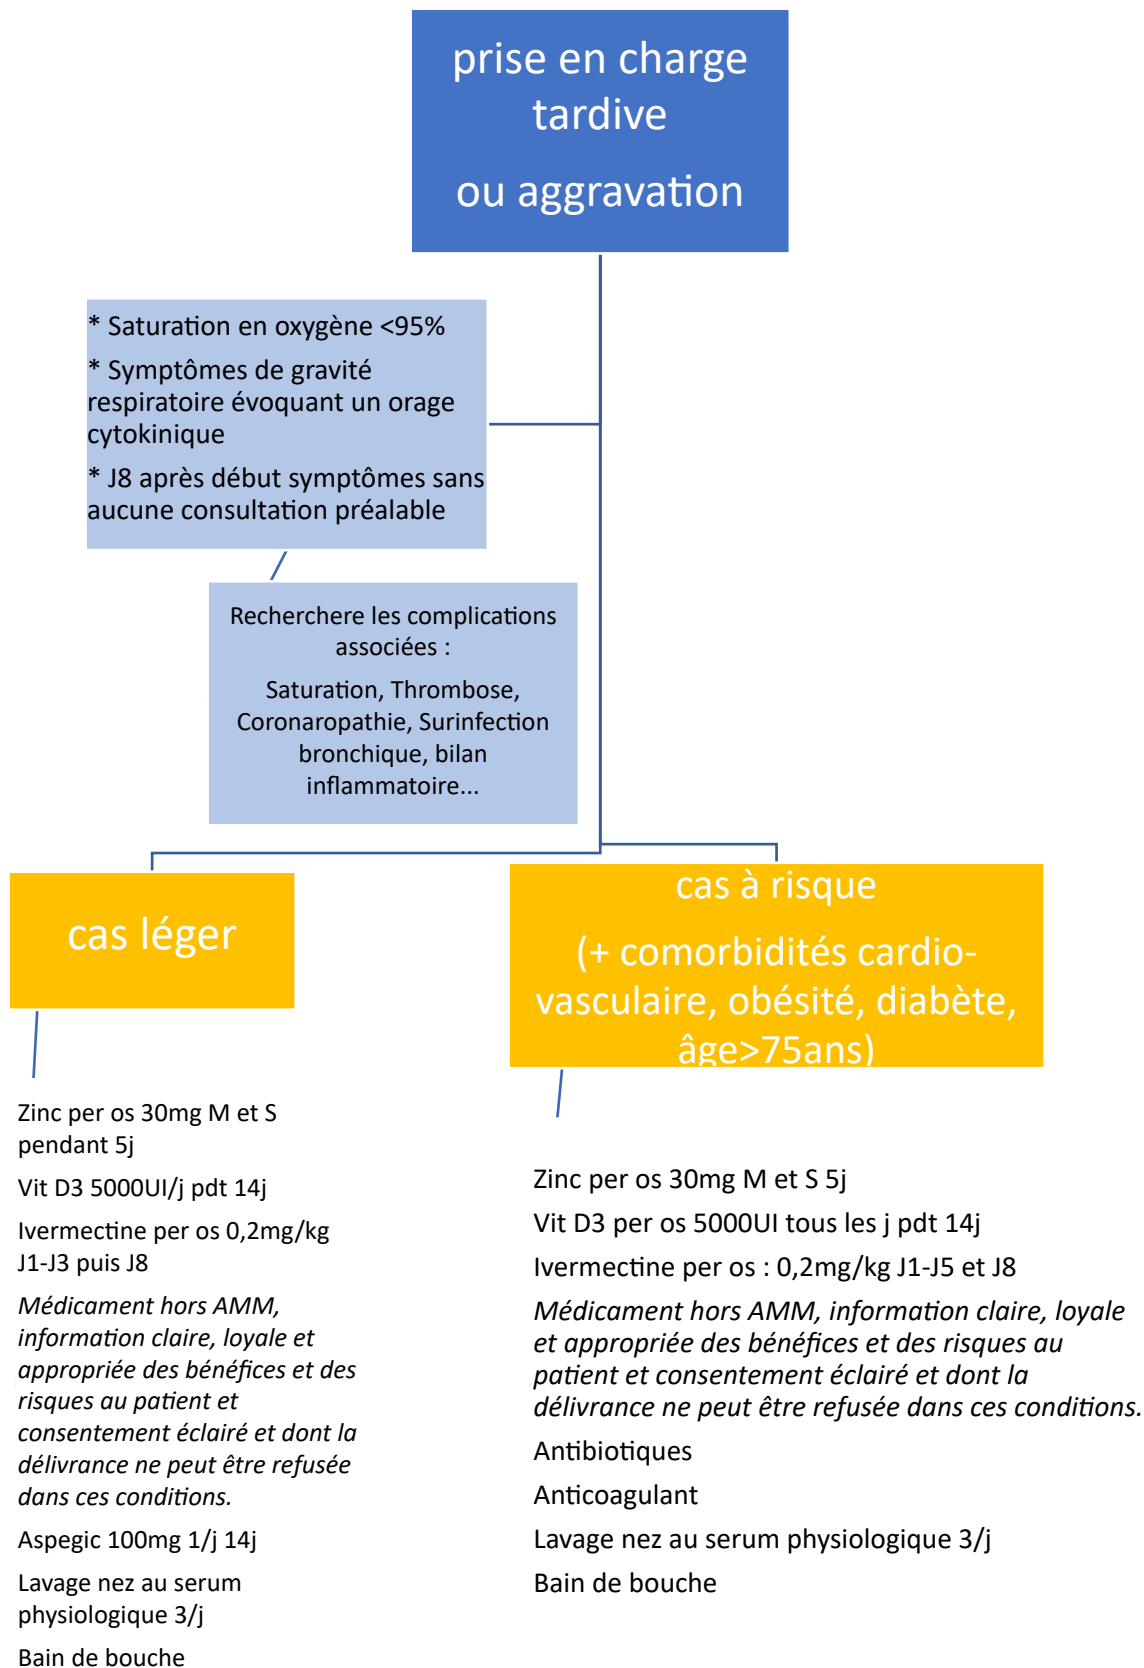 prise en charge
tardive
ou aggravation
* Saturation en oxygène <95%
* Symptômes de gravité
respiratoire évoquant un orage
cytokinique
* J8 après début symptômes sans
aucune consultation préalable
Recherchere les complications
associées :
Saturation, Thrombose,
Coronaropathie, Surinfection
bronchique, bilan
inflammatoire...
cas léger
Zinc per os 30mg M et S
pendant 5j
Vit D3 5000UI/j pdt 14j
Ivermectine per os 0,2mg/kg
J1-J3 puis J8
Médicament hors AMM,
information claire, loyale et
appropriée des bénéfices et des
risques au patient et
consentement éclairé et dont la
délivrance ne peut être refusée
dans ces conditions.
Aspegic 100mg 1/j 14j
Lavage nez au serum
physiologique 3/j
Bain de bouche
cas à risque
(+ comorbidités cardio-
vasculaire, obésité, diabète,
âge>75ans)
Zinc per os 30mg M et S 5j
Vit D3 per os 5000UI tous les j pdt 14j
Ivermectine per os : 0,2mg/kg J1-J5 et J8
Médicament hors AMM, information claire, loyale
et appropriée des bénéfices et des risques au
patient et consentement éclairé et dont la
délivrance ne peut être refusée dans ces conditions.
Antibiotiques
Anticoagulant
Lavage nez au serum physiologique 3/j
Bain de bouche